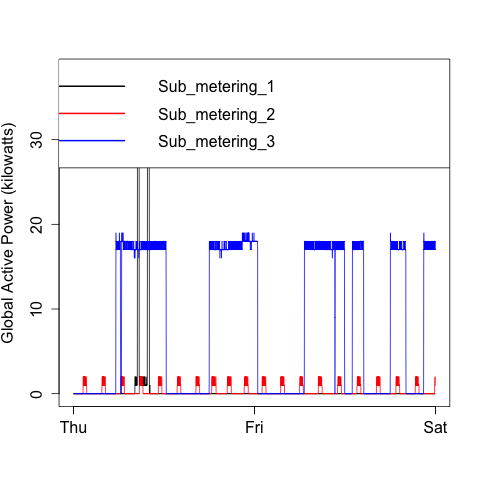 Sub_metering_1
Sub_metering_2
Sub_metering_3
Global Active Power (kilowatts)
30
20
10
0
Thu Fri Sat